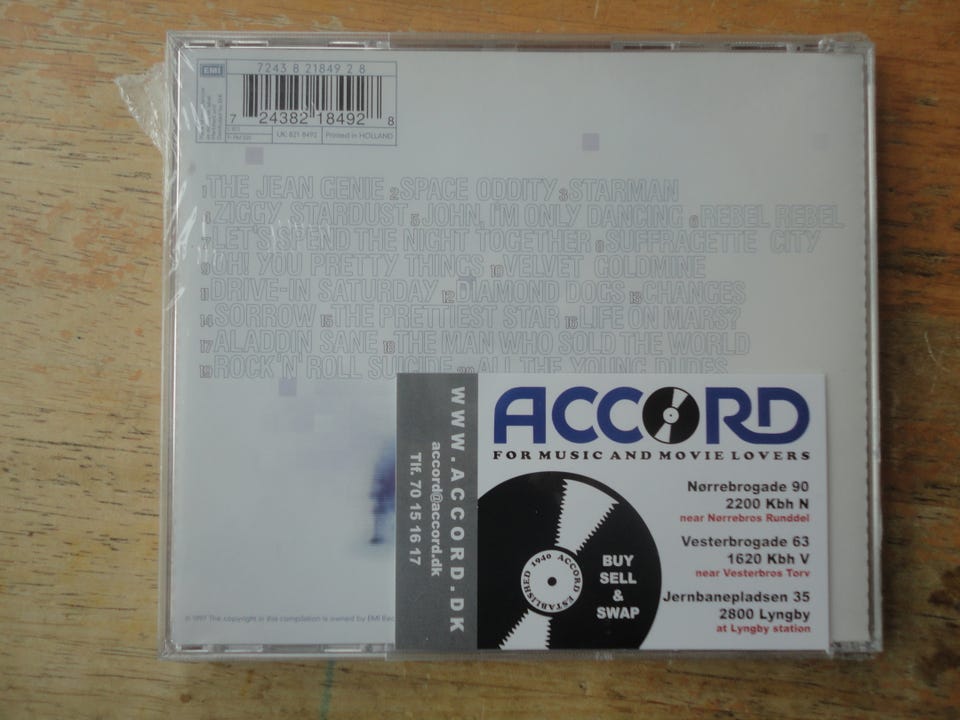 EMI
7243 8 21849 2 8
7 24382 18492 8
UK: 821 8492 Printed in HOLLAND
1 THE JEAN GENIE 2 SPACE ODDITY 3 STARMAN
4 ZIGGY STARDUST 5 JOHN, I'M ONLY DANCING 6 REBEL REBEL
7 LET'S SPEND THE NIGHT TOGETHER 8 SUFFRAGETTE CITY
9 OH! YOU PRETTY THINGS 10 VELVET GOLDMINE
11 DRIVE-IN SATURDAY 12 DIAMOND DOGS 13 CHANGES
14 SORROW 15 THE PRETTIEST STAR 16 LIFE ON MARS?
17 ALADDIN SANE 18 THE MAN WHO SOLD THE WORLD
19 ROCK 'N' ROLL SUICIDE 20 ALL THE YOUNG DUDES
℗ 1997 The copyright in this compilation is owned by EMI
WWW.ACCORD.DK
accord@accord.dk
Tlf. 70 15 16 17
ACCORD
FOR MUSIC AND MOVIE LOVERS
Nørrebrogade 90
2200 Kbh N
near Nørrebros Runddel
Vesterbrogade 63
1620 Kbh V
near Vesterbros Torv
Jernbanepladsen 35
2800 Lyngby
at Lyngby station
BUY
SELL
&
SWAP
1940 ACCORD ESTABLISHED